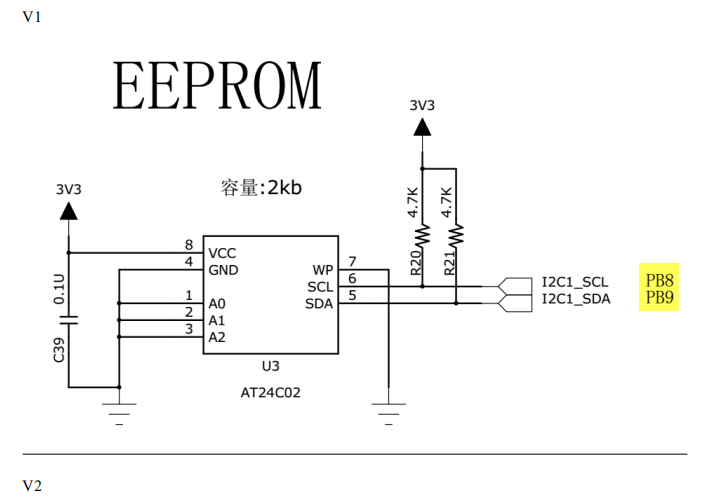 V1
EEPROM
3V3
容量:2kb
4.7K
4.7K
3V3
R20
R21
8
VCC
4
GND
WP
7
SCL
6
SDA
5
1
A0
2
A1
3
A2
0.1U
C39
I2C1_SCL
PB8
I2C1_SDA
PB9
U3
AT24C02
V2